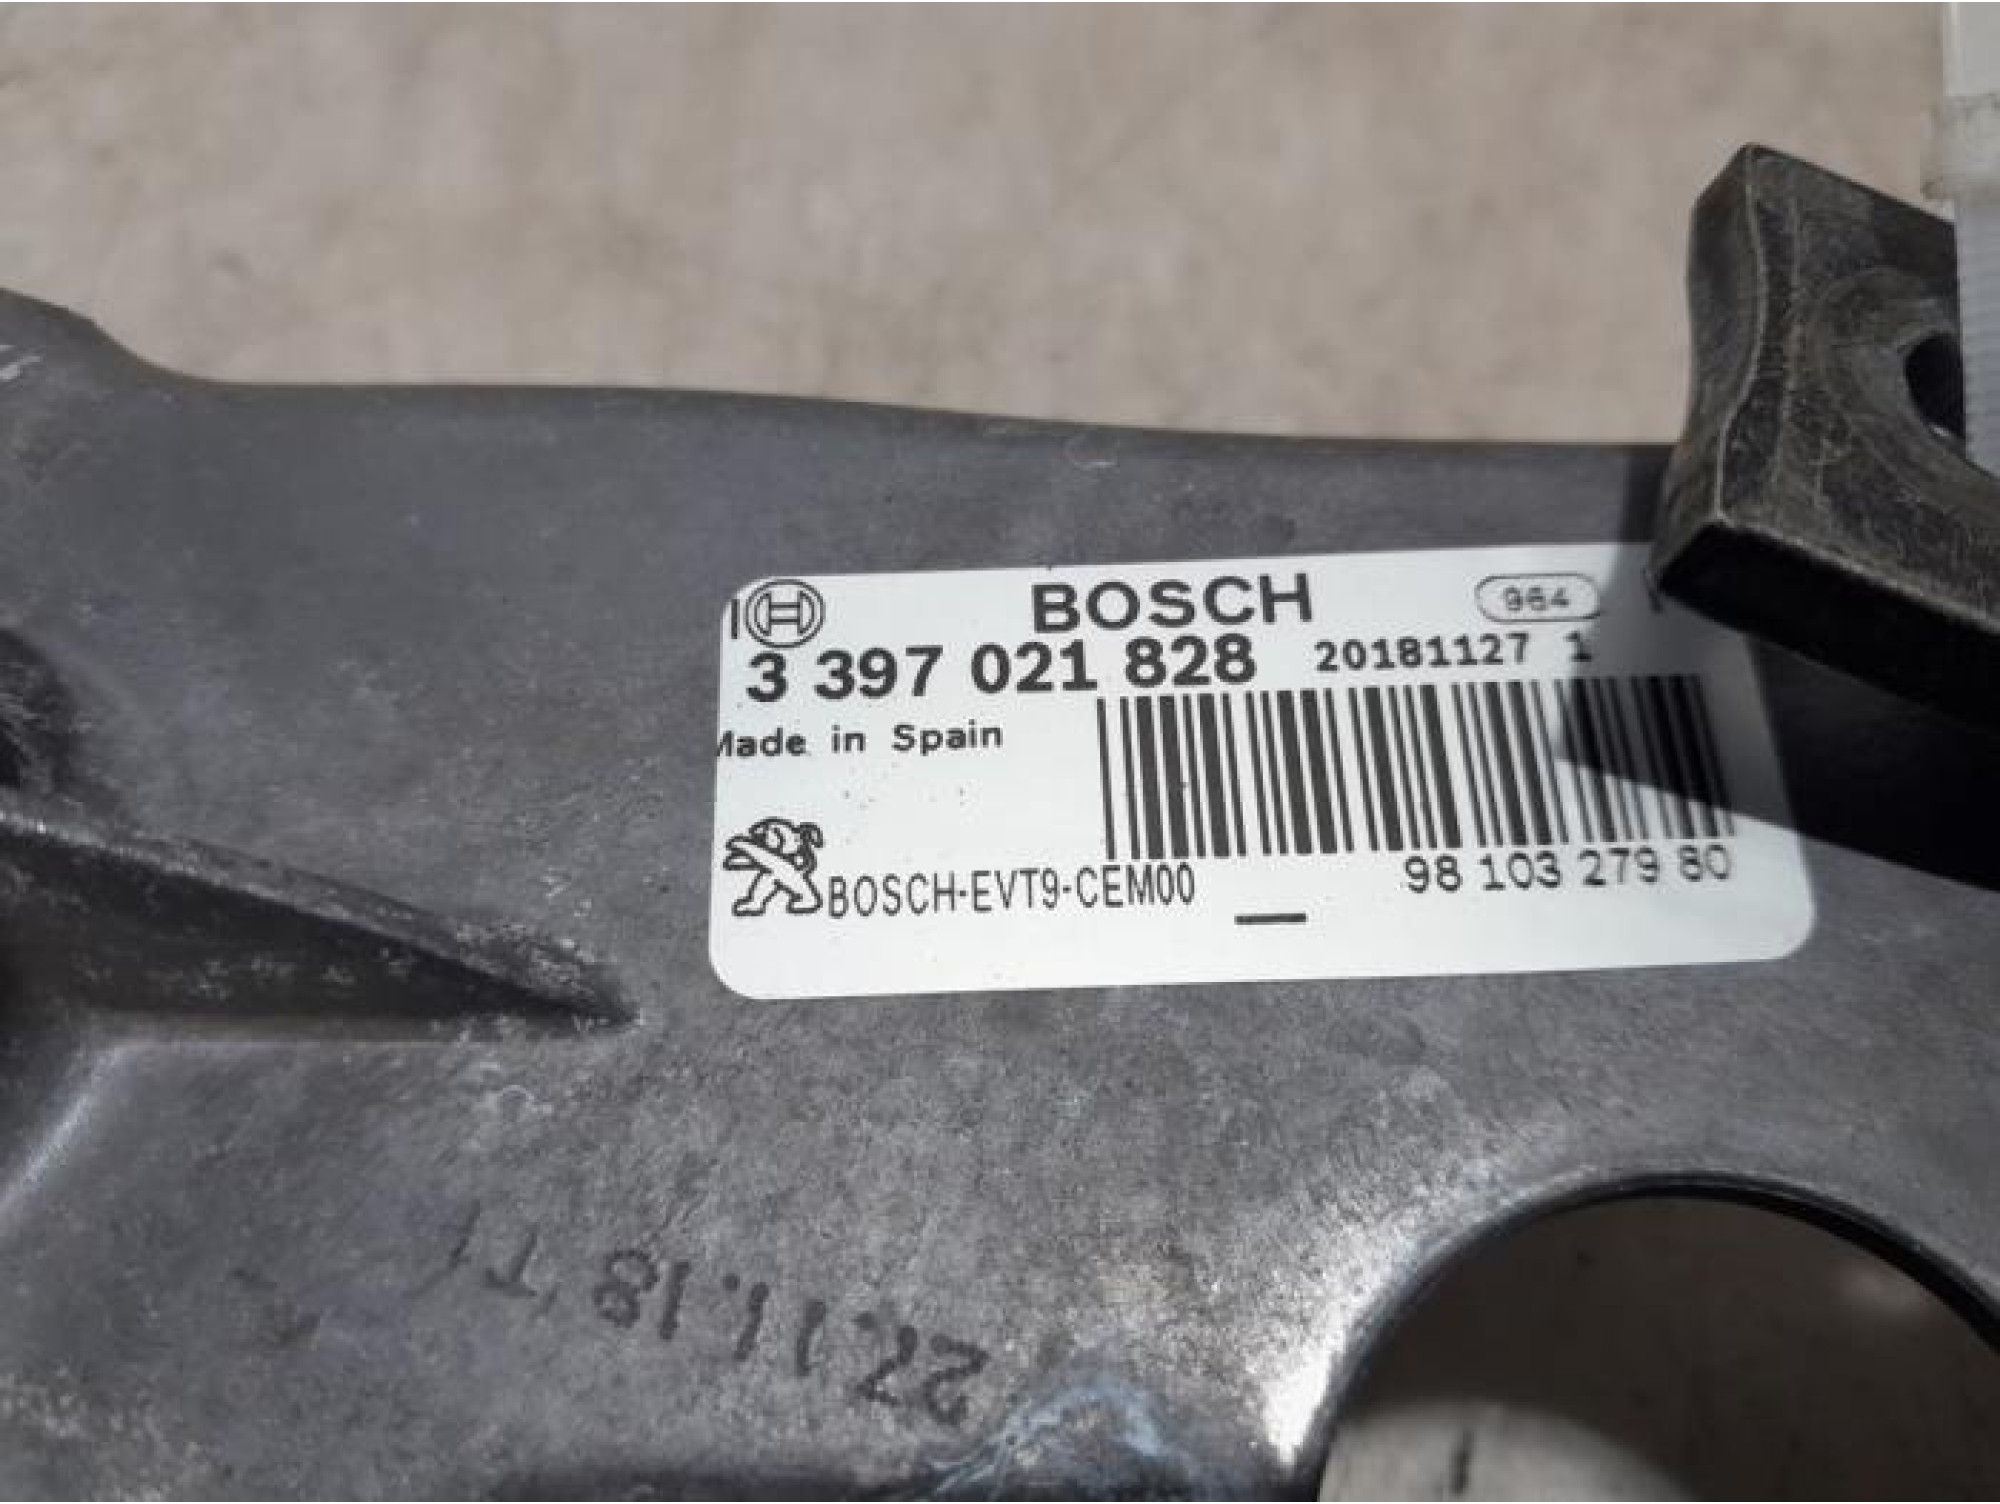 BOSCH 964
3 397 021 828 20181127 1
Made in Spain
BOSCH-EVT9-CEM00 98 103 279 80
22.11.18 TT